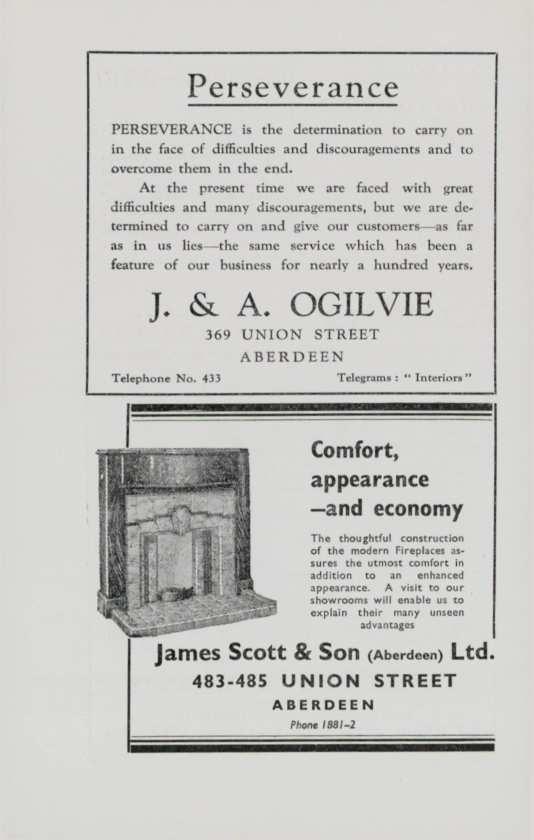 Perseverance
PERSEVERANCE is the determination to carry on
in the face of difficulties and discouragements and to
overcome them in the end.
At the present time we are faced with great
difficulties and many discouragements, but we are de-
termined to carry on and give our customers—as far
as in us lies—the same service which has been a
feature of our business for nearly a hundred years.
J. & A. OGILVIE
369 UNION STREET
ABERDEEN
Telephone No. 433 Telegrams : " Interiors "
Comfort,
appearance
—and economy
The thoughtful construction
of the modern Fireplaces as-
sures the utmost comfort in
addition to an enhanced
appearance. A visit to our
showrooms will enable us to
explain their many unseen
advantages
James Scott & Son (Aberdeen) Ltd.
483-485 UNION STREET
ABERDEEN
Phone 1881-2